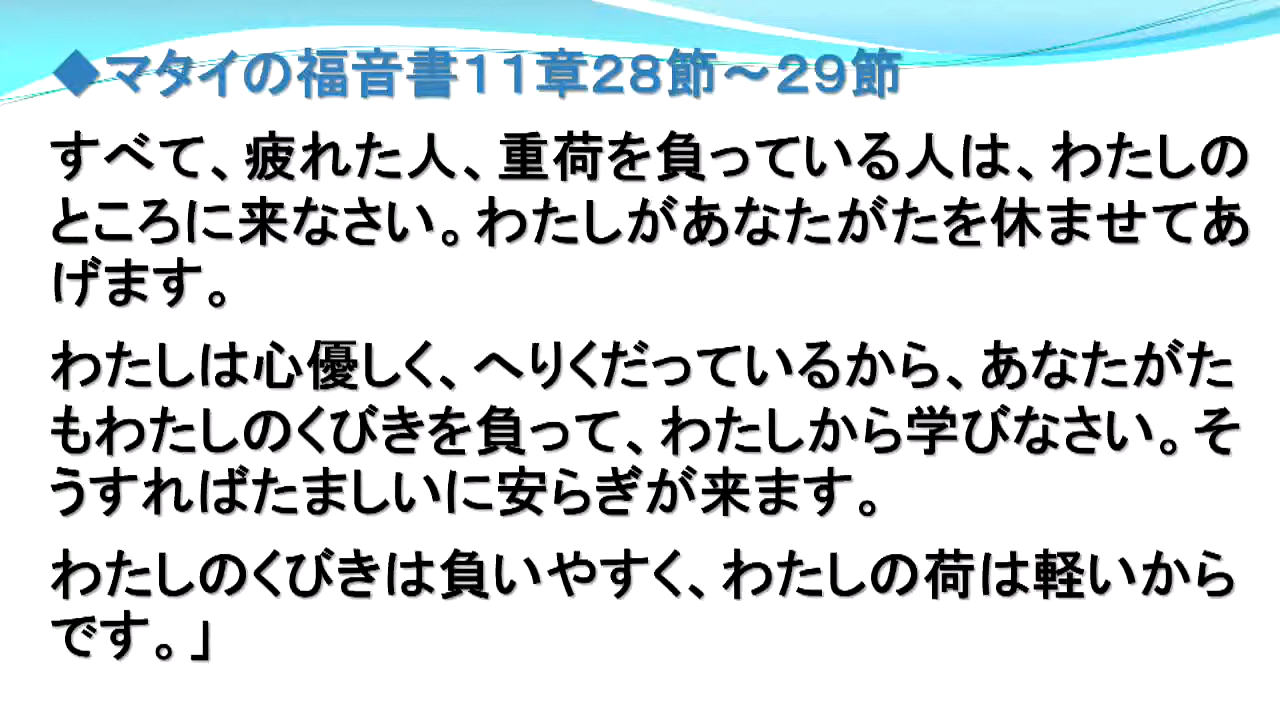 ◆マタイの福音書11章28節～29節
すべて、疲れた人、重荷を負っている人は、わたしの
ところに来なさい。わたしがあなたがたを休ませてあ
げます。
わたしは心優しく、へりくだっているから、あなたがた
もわたしのくびきを負って、わたしから学びなさい。そ
うすればたましいに安らぎが来ます。
わたしのくびきは負いやすく、わたしの荷は軽いから
です。」